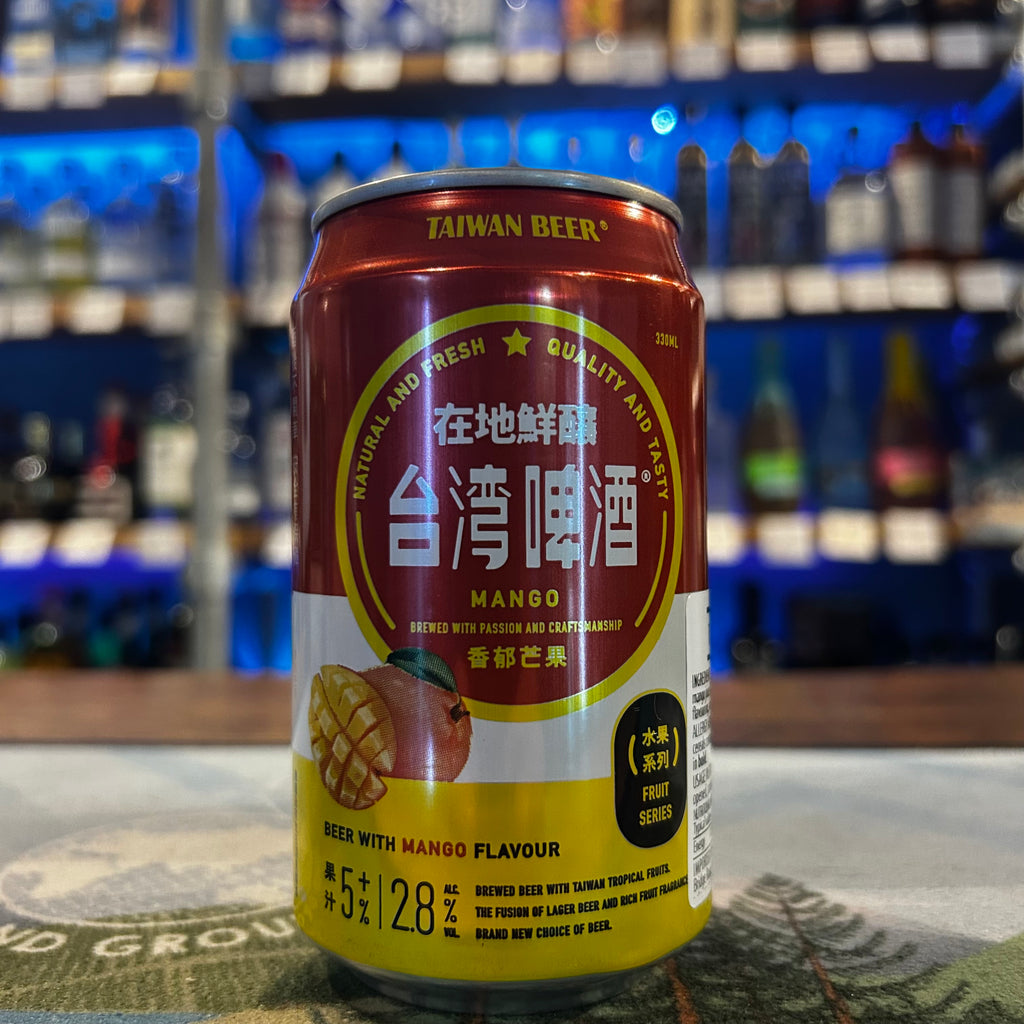 TAIWAN BEER®
330ML
NATURAL AND FRESH ★ QUALITY AND TASTY
在地鮮釀
台湾啤酒®
MANGO
BREWED WITH PASSION AND CRAFTSMANSHIP
香郁芒果
(水果
系列)
FRUIT
SERIES
BEER WITH MANGO FLAVOUR
果汁 5+% | 2.8 ALC. % VOL.
BREWED BEER WITH TAIWAN TROPICAL FRUITS.
THE FUSION OF LAGER BEER AND RICH FRUIT FRAGRANCE
BRAND NEW CHOICE OF BEER.